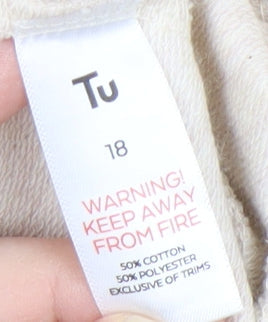 Tu
18
WARNING!
KEEP AWAY
FROM FIRE
50% COTTON
50% POLYESTER
EXCLUSIVE OF TRIMS